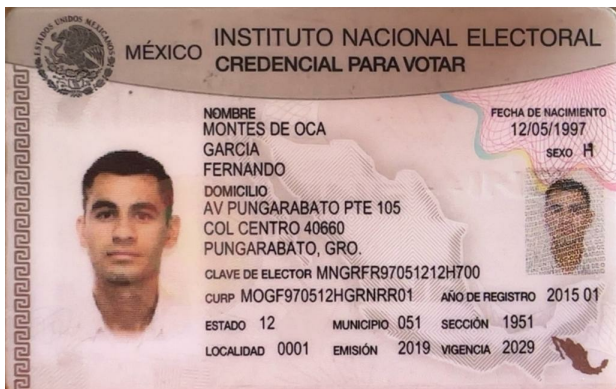 ESTADOS UNIDOS MEXICANOS
MÉXICO INSTITUTO NACIONAL ELECTORAL
CREDENCIAL PARA VOTAR
NOMBRE
MONTES DE OCA
GARCIA
FERNANDO
FECHA DE NACIMIENTO
12/05/1997
SEXO H
DOMICILIO
AV PUNGARABATO PTE 105
COL CENTRO 40660
PUNGARABATO, GRO.
CLAVE DE ELECTOR MNGRFR97051212H700
CURP MOGF970512HGRNRR01 AÑO DE REGISTRO 2015 01
ESTADO 12 MUNICIPIO 051 SECCIÓN 1951
LOCALIDAD 0001 EMISIÓN 2019 VIGENCIA 2029